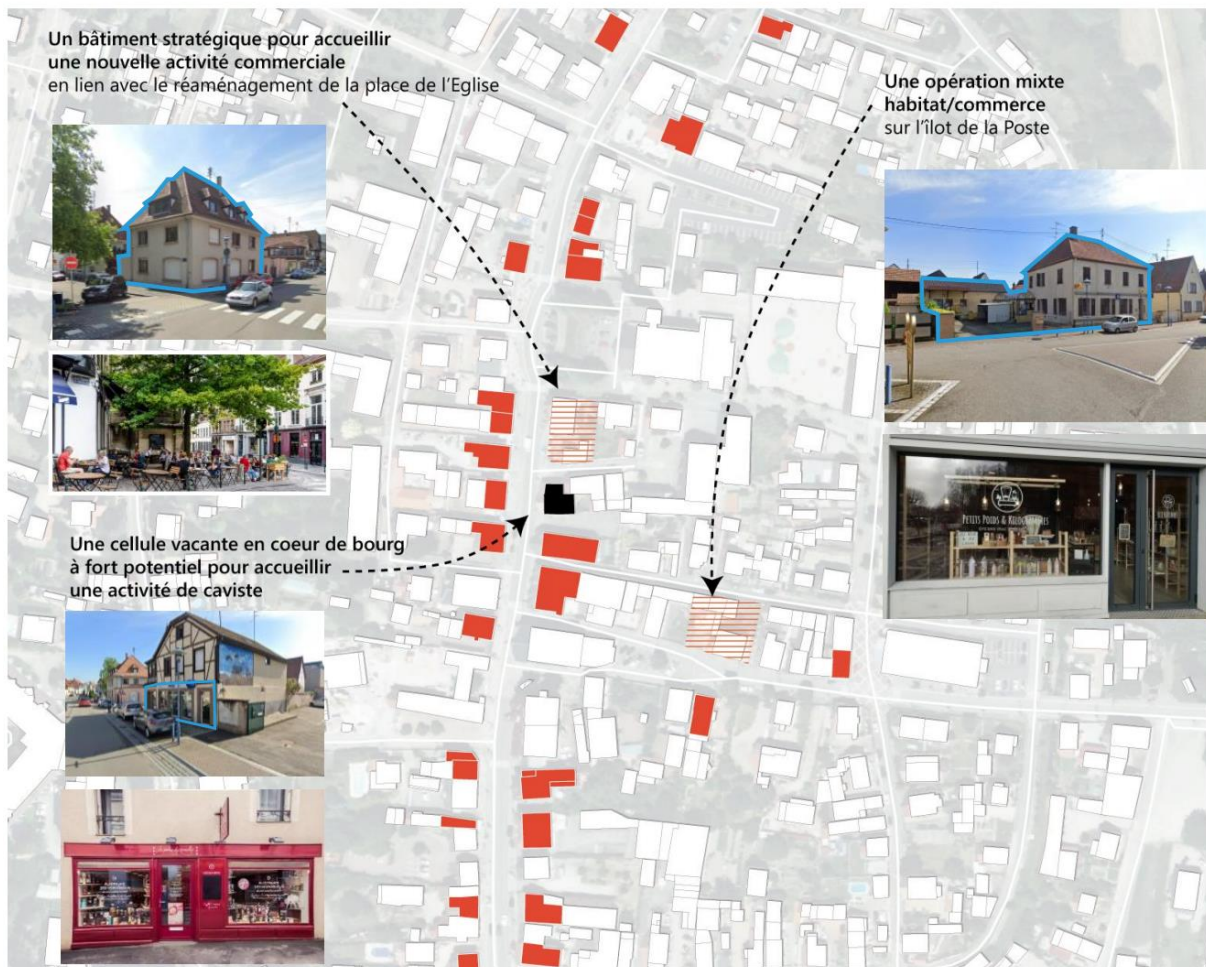 Un bâtiment stratégique pour accueillir
une nouvelle activité commerciale
en lien avec le réaménagement de la place de l'Eglise
Une opération mixte
habitat/commerce
sur l'îlot de la Poste
PETITS POIDS & KILOGRAMMES
Une cellule vacante en coeur de bourg
à fort potentiel pour accueillir
une activité de caviste